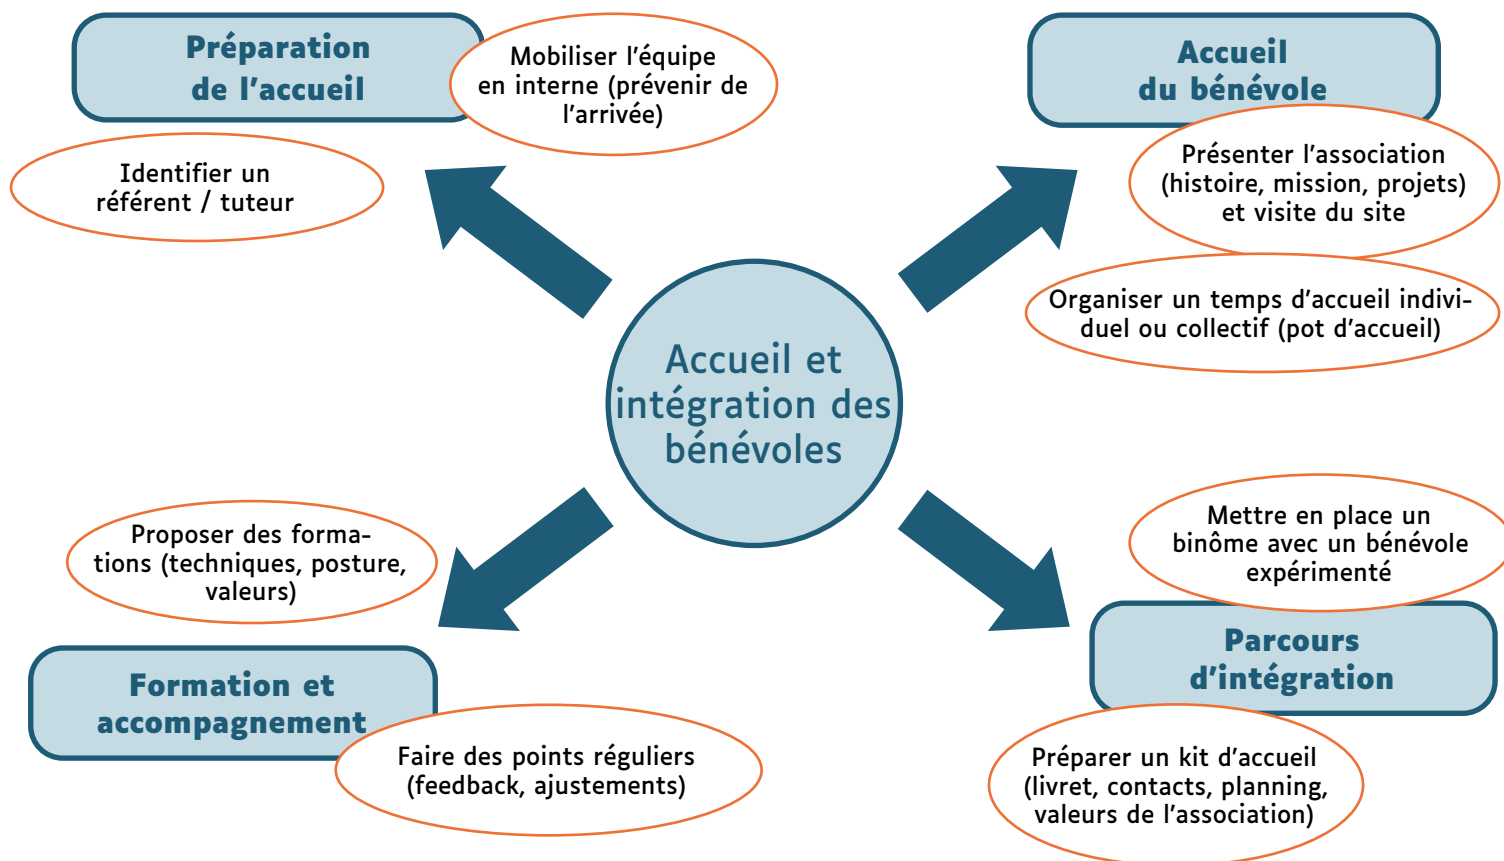 Préparation
de l'accueil
Mobiliser l'équipe
en interne (prévenir de
l'arrivée)
Identifier un
référent / tuteur
Accueil
du bénévole
Présenter l'association
(histoire, mission, projets)
et visite du site
Organiser un temps d'accueil indivi-
duel ou collectif (pot d'accueil)
Accueil et
intégration des
bénévoles
Proposer des forma-
tions (techniques, posture,
valeurs)
Formation et
accompagnement
Faire des points réguliers
(feedback, ajustements)
Mettre en place un
binôme avec un bénévole
expérimenté
Parcours
d'intégration
Préparer un kit d'accueil
(livret, contacts, planning,
valeurs de l'association)